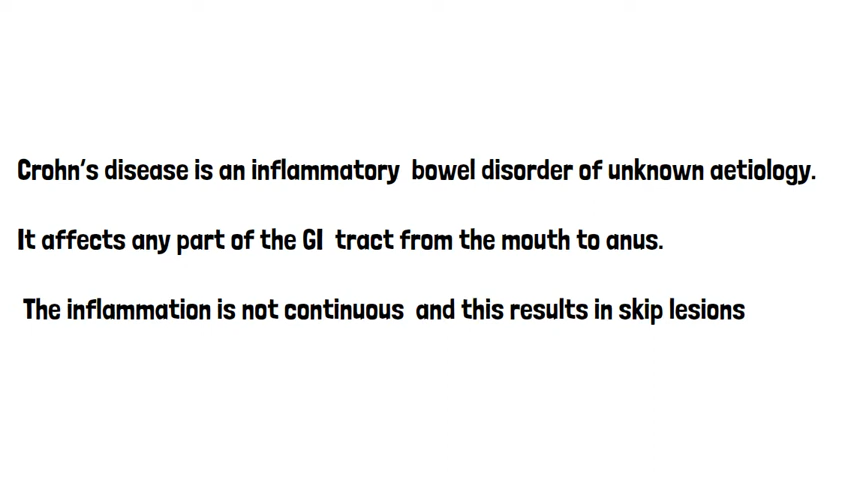 Crohn's disease is an inflammatory bowel disorder of unknown aetiology.
It affects any part of the GI tract from the mouth to anus.
The inflammation is not continuous and this results in skip lesions